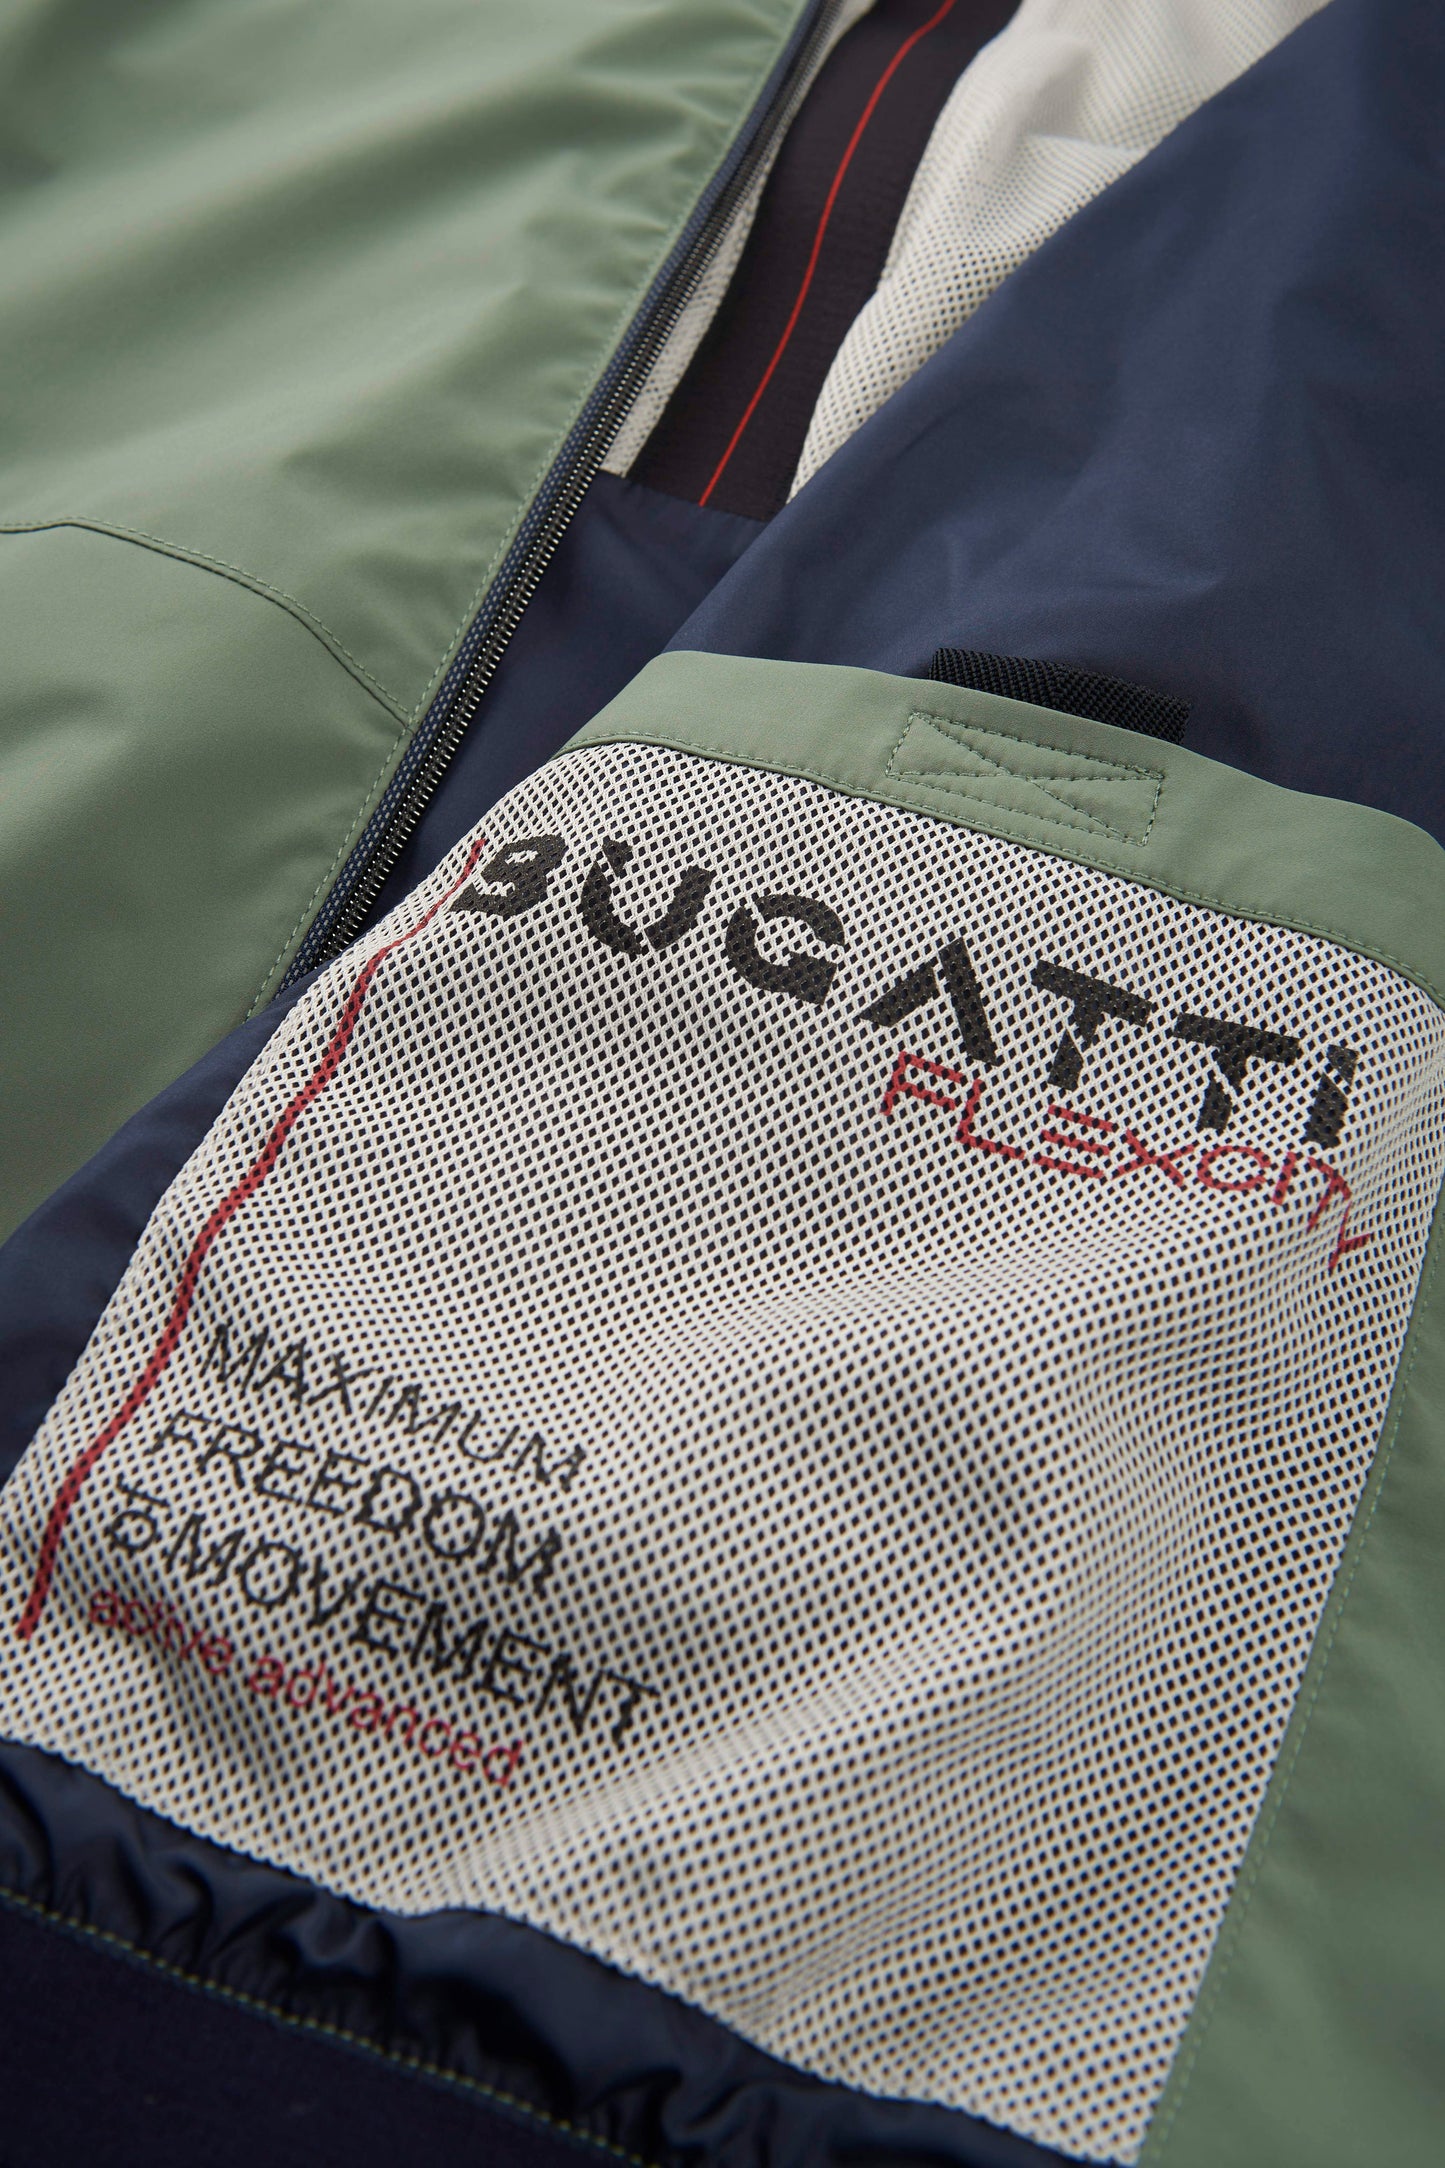 BUGATTI
FLEXCITY
MAXIMUM
FREEDOM
of MOVEMENT
active advanced